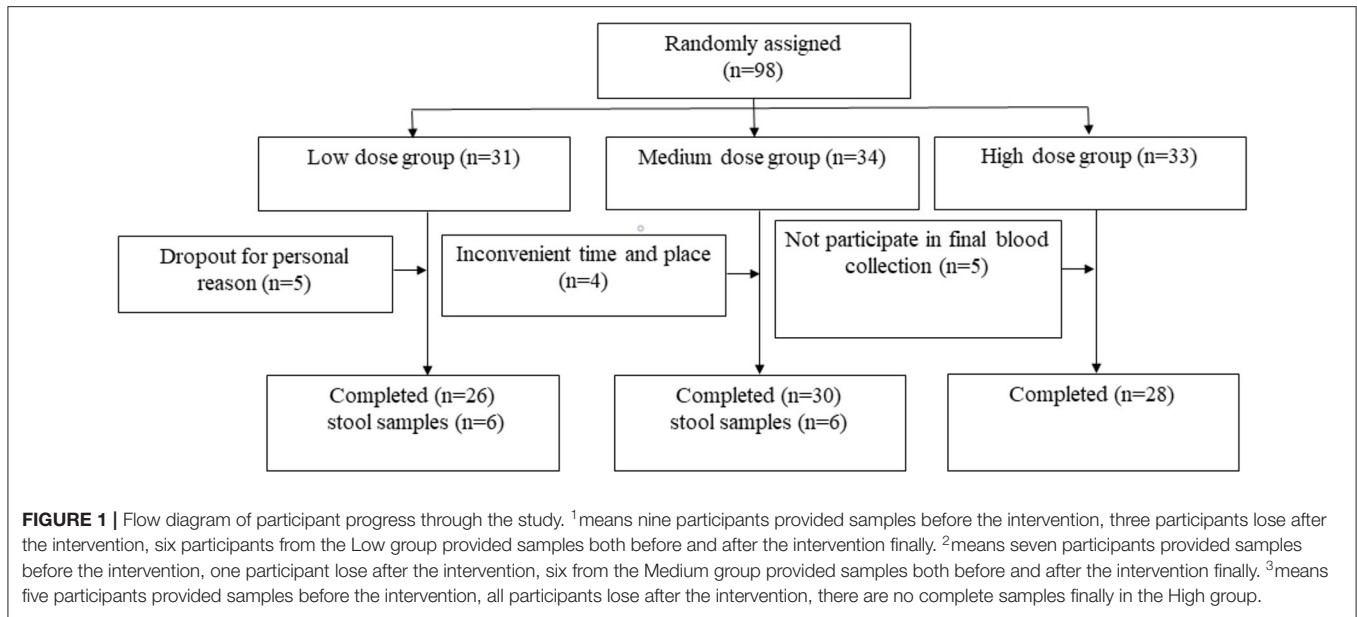 Randomly assigned
(n=98)
Low dose group (n=31)
Medium dose group (n=34)
High dose group (n=33)
Dropout for personal
reason (n=5)
Inconvenient time and place
(n=4)
Not participate in final blood
collection (n=5)
Completed (n=26)
stool samples (n=6)
Completed (n=30)
stool samples (n=6)
Completed (n=28)
FIGURE 1 | Flow diagram of participant progress through the study. ¹means nine participants provided samples before the intervention, three participants lose after
the intervention, six participants from the Low group provided samples both before and after the intervention finally. ²means seven participants provided samples
before the intervention, one participant lose after the intervention, six from the Medium group provided samples both before and after the intervention finally. ³means
five participants provided samples before the intervention, all participants lose after the intervention, there are no complete samples finally in the High group.